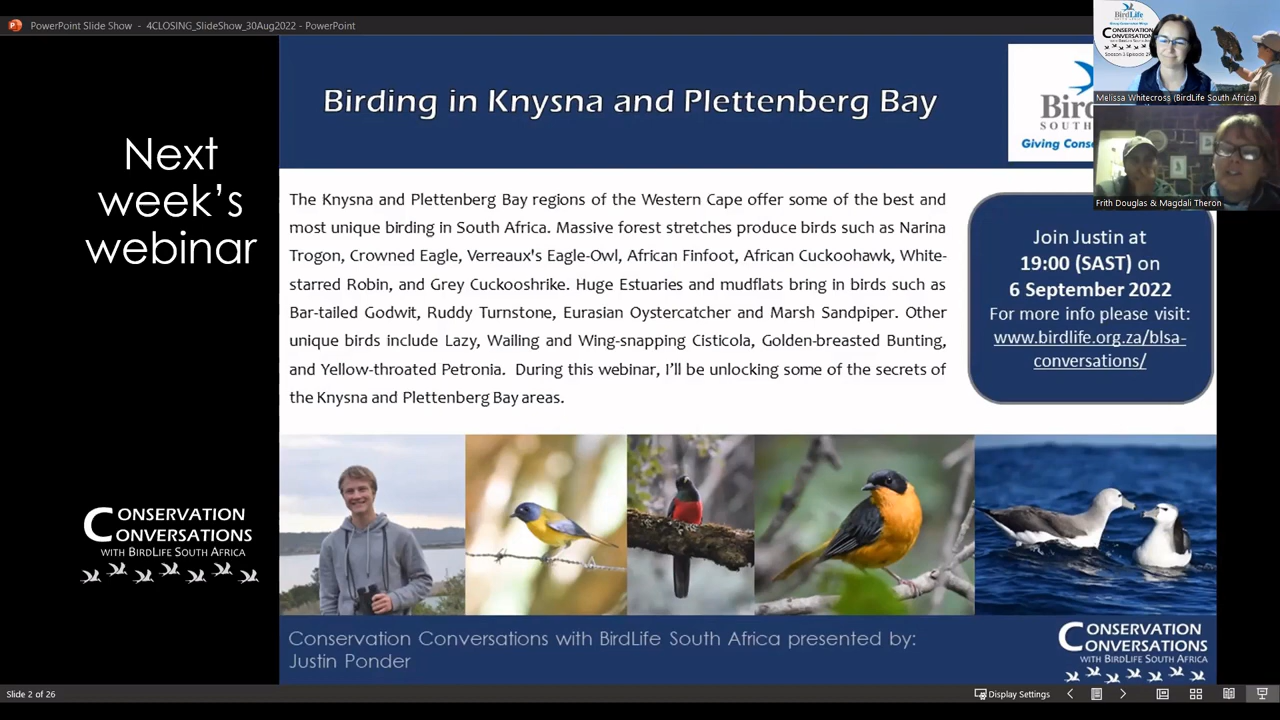 PowerPoint Slide Show - 4CLOSING_SlideShow_30Aug2022 - PowerPoint
Next
week's
webinar
CONSERVATION
CONVERSATIONS
WITH BIRDLIFE SOUTH AFRICA
Birding in Knysna and Plettenberg Bay
Bird
SOUTH
Giving Conse
The Knysna and Plettenberg Bay regions of the Western Cape offer some of the best and
most unique birding in South Africa. Massive forest stretches produce birds such as Narina
Trogon, Crowned Eagle, Verreaux's Eagle-Owl, African Finfoot, African Cuckoohawk, White-
starred Robin, and Grey Cuckooshrike. Huge Estuaries and mudflats bring in birds such as
Bar-tailed Godwit, Ruddy Turnstone, Eurasian Oystercatcher and Marsh Sandpiper. Other
unique birds include Lazy, Wailing and Wing-snapping Cisticola, Golden-breasted Bunting,
and Yellow-throated Petronia. During this webinar, I'll be unlocking some of the secrets of
the Knysna and Plettenberg Bay areas.
Join Justin at
19:00 (SAST) on
6 September 2022
For more info please visit:
www.birdlife.org.za/blsa-
conversations/
Conservation Conversations with BirdLife South Africa presented by:
Justin Ponder
CONSERVATION
CONVERSATIONS
WITH BIRDLIFE SOUTH AFRICA
BirdLife
CONSERVATION
CONVERSATIONS
Melissa Whitecross (BirdLife South Africa)
Frith Douglas & Magdali Theron
Slide 2 of 26
Display Settings